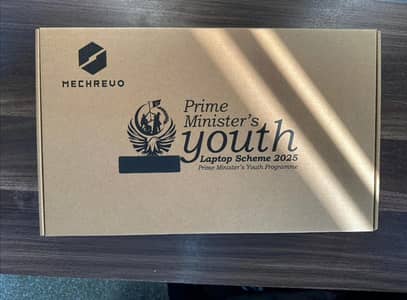 MECHREVO
Prime
Minister's
youth
Laptop Scheme 2025
Prime Minister's Youth Programme